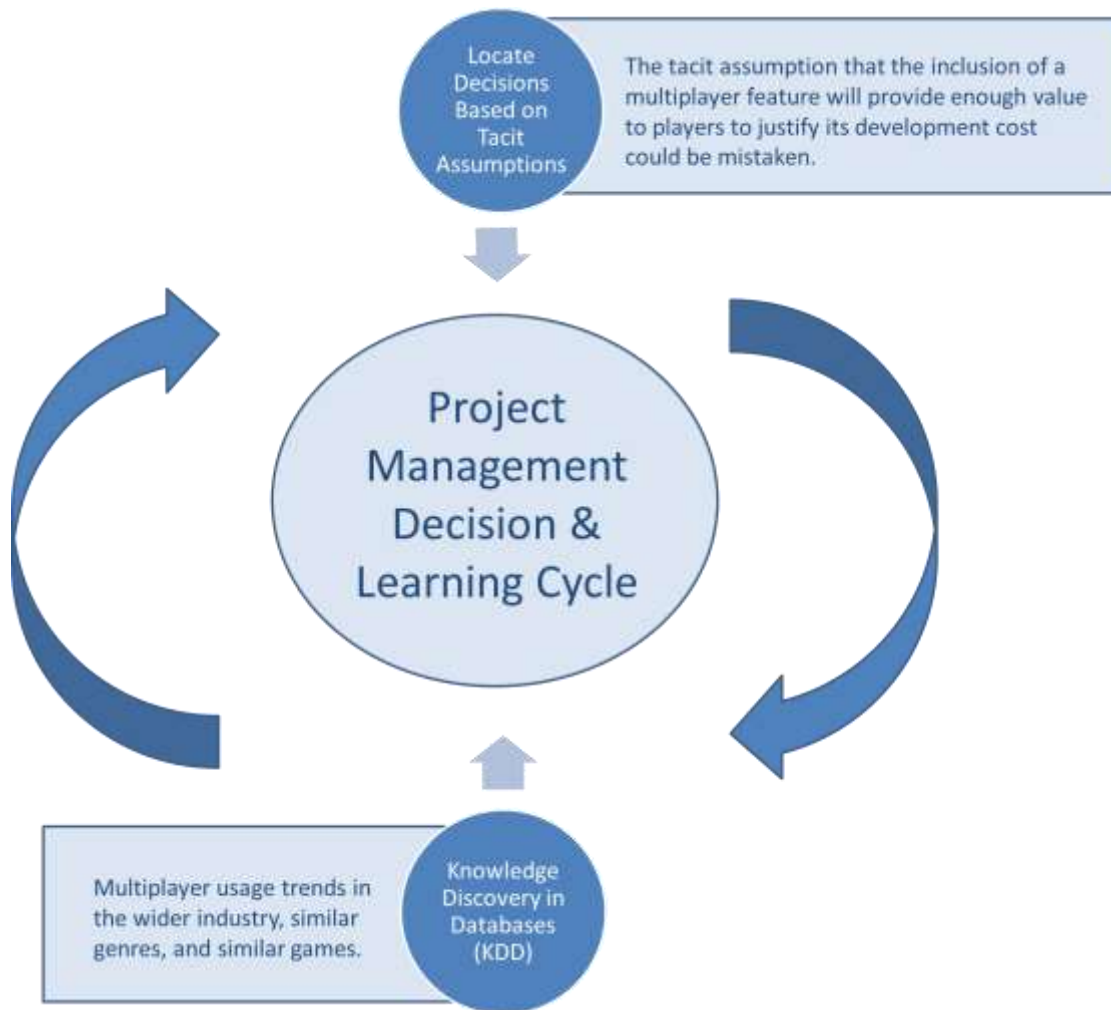 Locate
Decisions
Based on
Tacit
Assumptions
The tacit assumption that the inclusion of a
multiplayer feature will provide enough value
to players to justify its development cost
could be mistaken.
Project
Management
Decision &
Learning Cycle
Multiplayer usage trends in
the wider industry, similar
genres, and similar games.
Knowledge
Discovery in
Databases
(KDD)